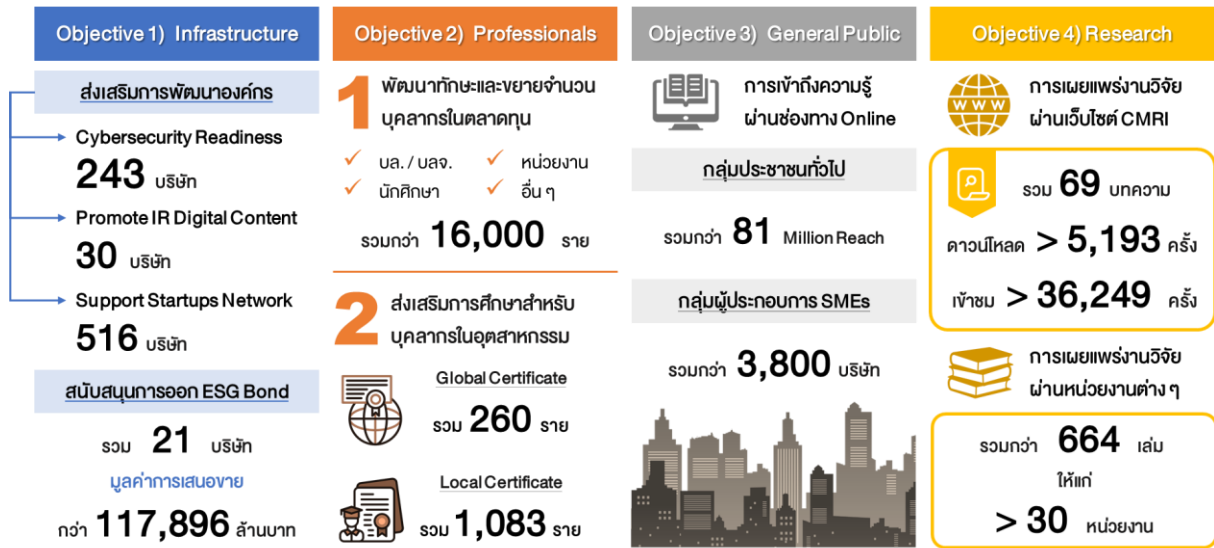 Objective 1) Infrastructure
ส่งเสริมการพัฒนาองค์กร
Cybersecurity Readiness
243 บริษัท
Promote IR Digital Content
30 บริษัท
Support Startups Network
516 บริษัท
สนับสนุนการออก ESG Bond
รวม 21 บริษัท
มูลค่าการเสนอขาย
กว่า 117,896 ล้านบาท
Objective 2) Professionals
1 พัฒนาทักษะและขยายจำนวน
บุคลากรในตลาดทุน
✓ บล. / บลจ. ✓ หน่วยงาน
✓ นักศึกษา ✓ อื่น ๆ
รวมกว่า 16,000 ราย
2 ส่งเสริมการศึกษาสำหรับ
บุคลากรในอุตสาหกรรม
Global Certificate
รวม 260 ราย
Local Certificate
รวม 1,083 ราย
Objective 3) General Public
การเข้าถึงความรู้
ผ่านช่องทาง Online
กลุ่มประชาชนทั่วไป
รวมกว่า 81 Million Reach
กลุ่มผู้ประกอบการ SMEs
รวมกว่า 3,800 บริษัท
Objective 4) Research
WWW
การเผยแพร่งานวิจัย
ผ่านเว็บไซต์ CMRI
รวม 69 บทความ
ดาวน์โหลด > 5,193 ครั้ง
เข้าชม > 36,249 ครั้ง
การเผยแพร่งานวิจัย
ผ่านหน่วยงานต่าง ๆ
รวมกว่า 664 เล่ม
ให้แก่
> 30 หน่วยงาน